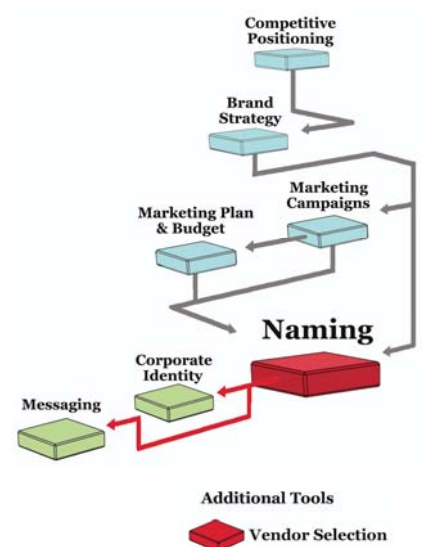 Competitive
Positioning
Brand
Strategy
Marketing
Campaigns
Marketing Plan
& Budget
Naming
Corporate
Identity
Messaging
Additional Tools
Vendor Selection